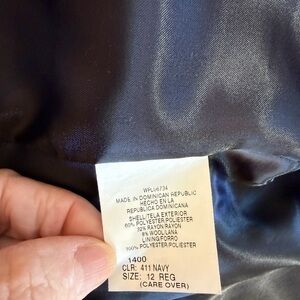 WPL 06734
MADE IN DOMINICAN REPUBLIC
HECHO EN LA
REPUBLICA DOMINICANA
SHELL/TELA EXTERIOR
60% POLYESTER,POLIESTER
32% RAYON/RAYON
8% WOOL/LANA
LINING/FORRO
100% POLYESTER,POLIESTER
1400
CLR: 411 NAVY
SIZE: 12 REG
(CARE OVER)